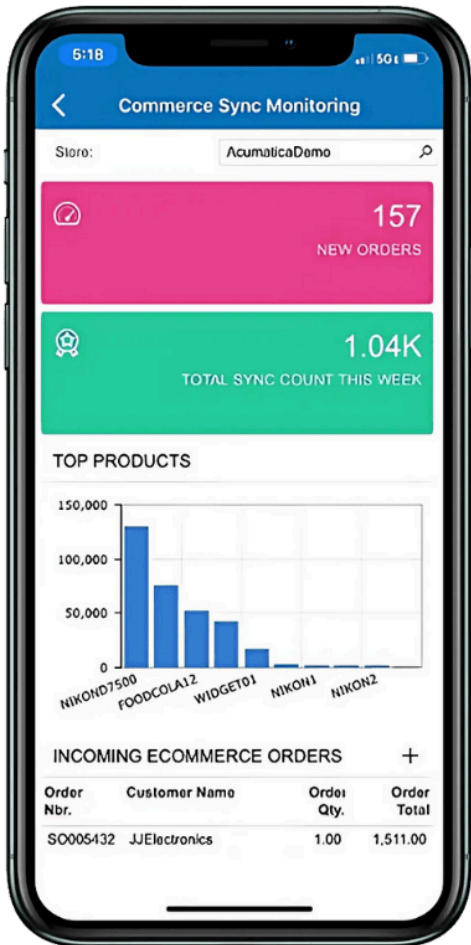 5:18
5G
Commerce Sync Monitoring
Store:
AcumaticaDemo
157
NEW ORDERS
1.04K
TOTAL SYNC COUNT THIS WEEK
TOP PRODUCTS
150,000
100,000
50,000
0
NIKOND7500 FOODCOLA12 WIDGET01 NIKON1 NIKON2
INCOMING ECOMMERCE ORDERS +
Order Customer Name Order Order
Nbr. Qty. Total
SO005432 JJElectronics 1.00 1,511.00